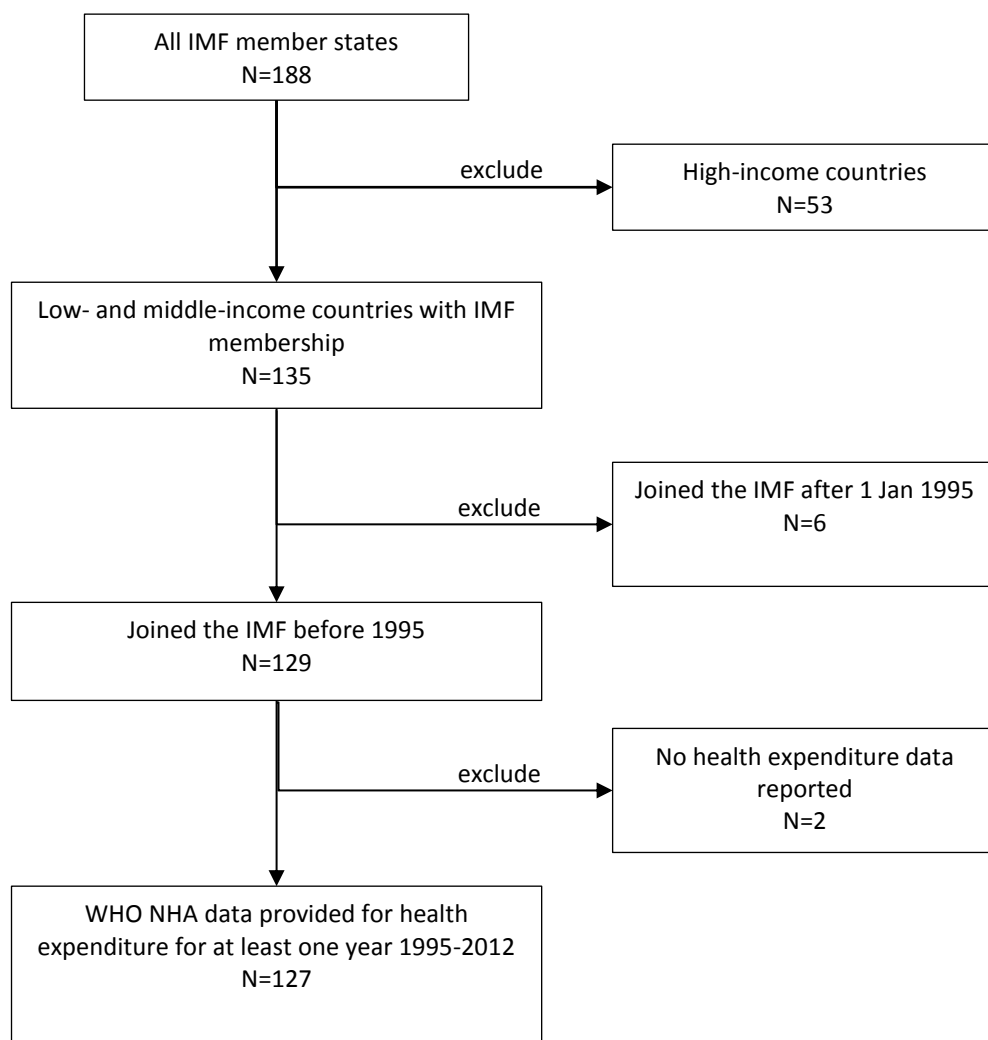 All IMF member states
N=188
exclude
High-income countries
N=53
Low- and middle-income countries with IMF
membership
N=135
exclude
Joined the IMF after 1 Jan 1995
N=6
Joined the IMF before 1995
N=129
exclude
No health expenditure data
reported
N=2
WHO NHA data provided for health
expenditure for at least one year 1995-2012
N=127